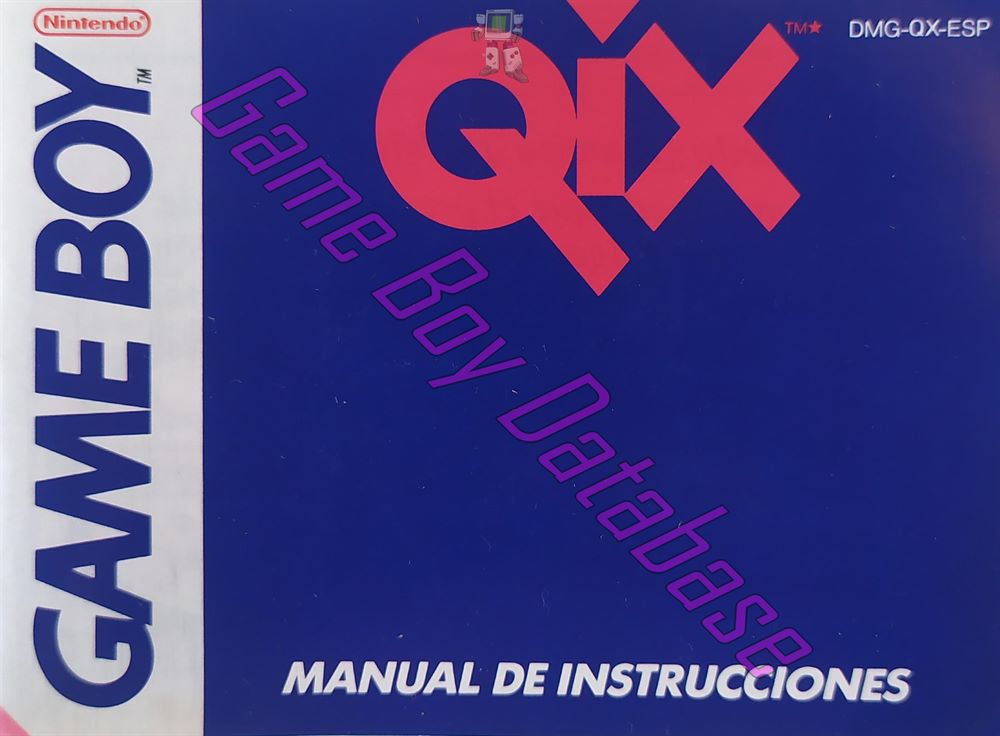 Nintendo®
GAME BOY™
QiX
TM★
DMG-QX-ESP
Game Boy Database
MANUAL DE INSTRUCCIONES